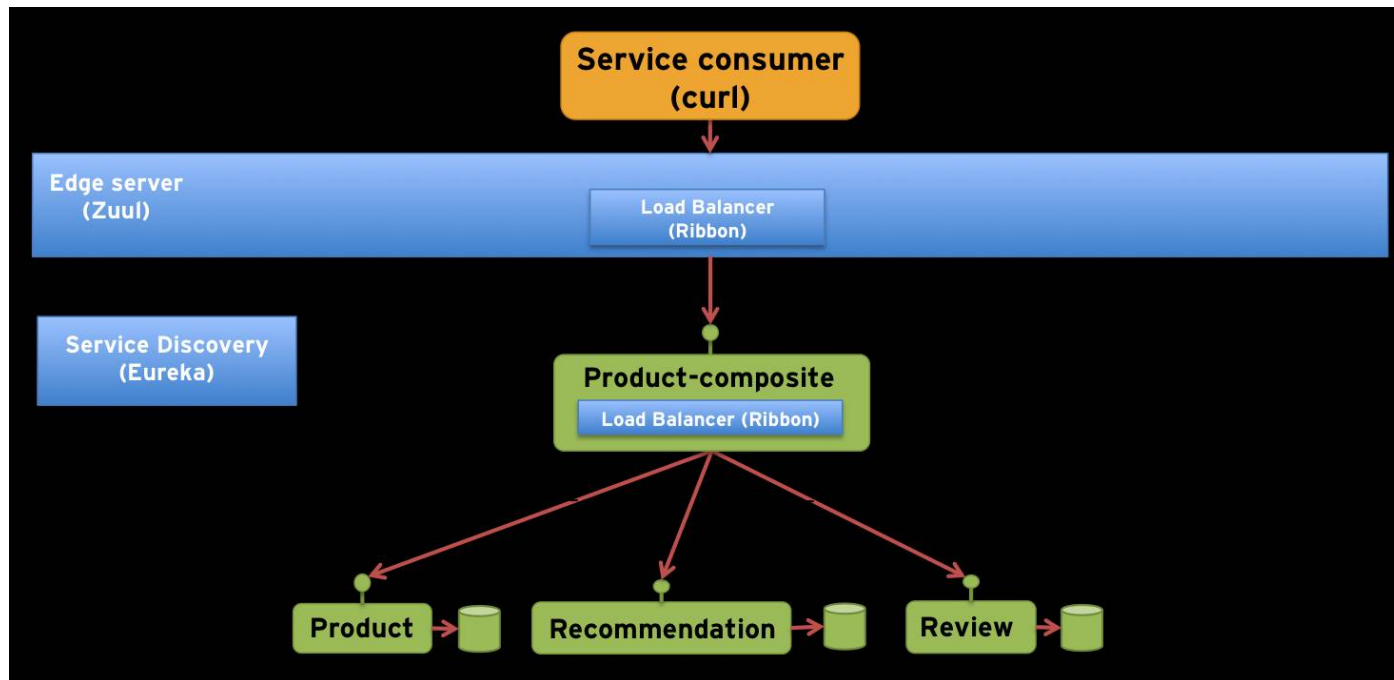 Service consumer
(curl)
Edge server
(Zuul)
Load Balancer
(Ribbon)
Service Discovery
(Eureka)
Product-composite
Load Balancer (Ribbon)
Product
Recommendation
Review